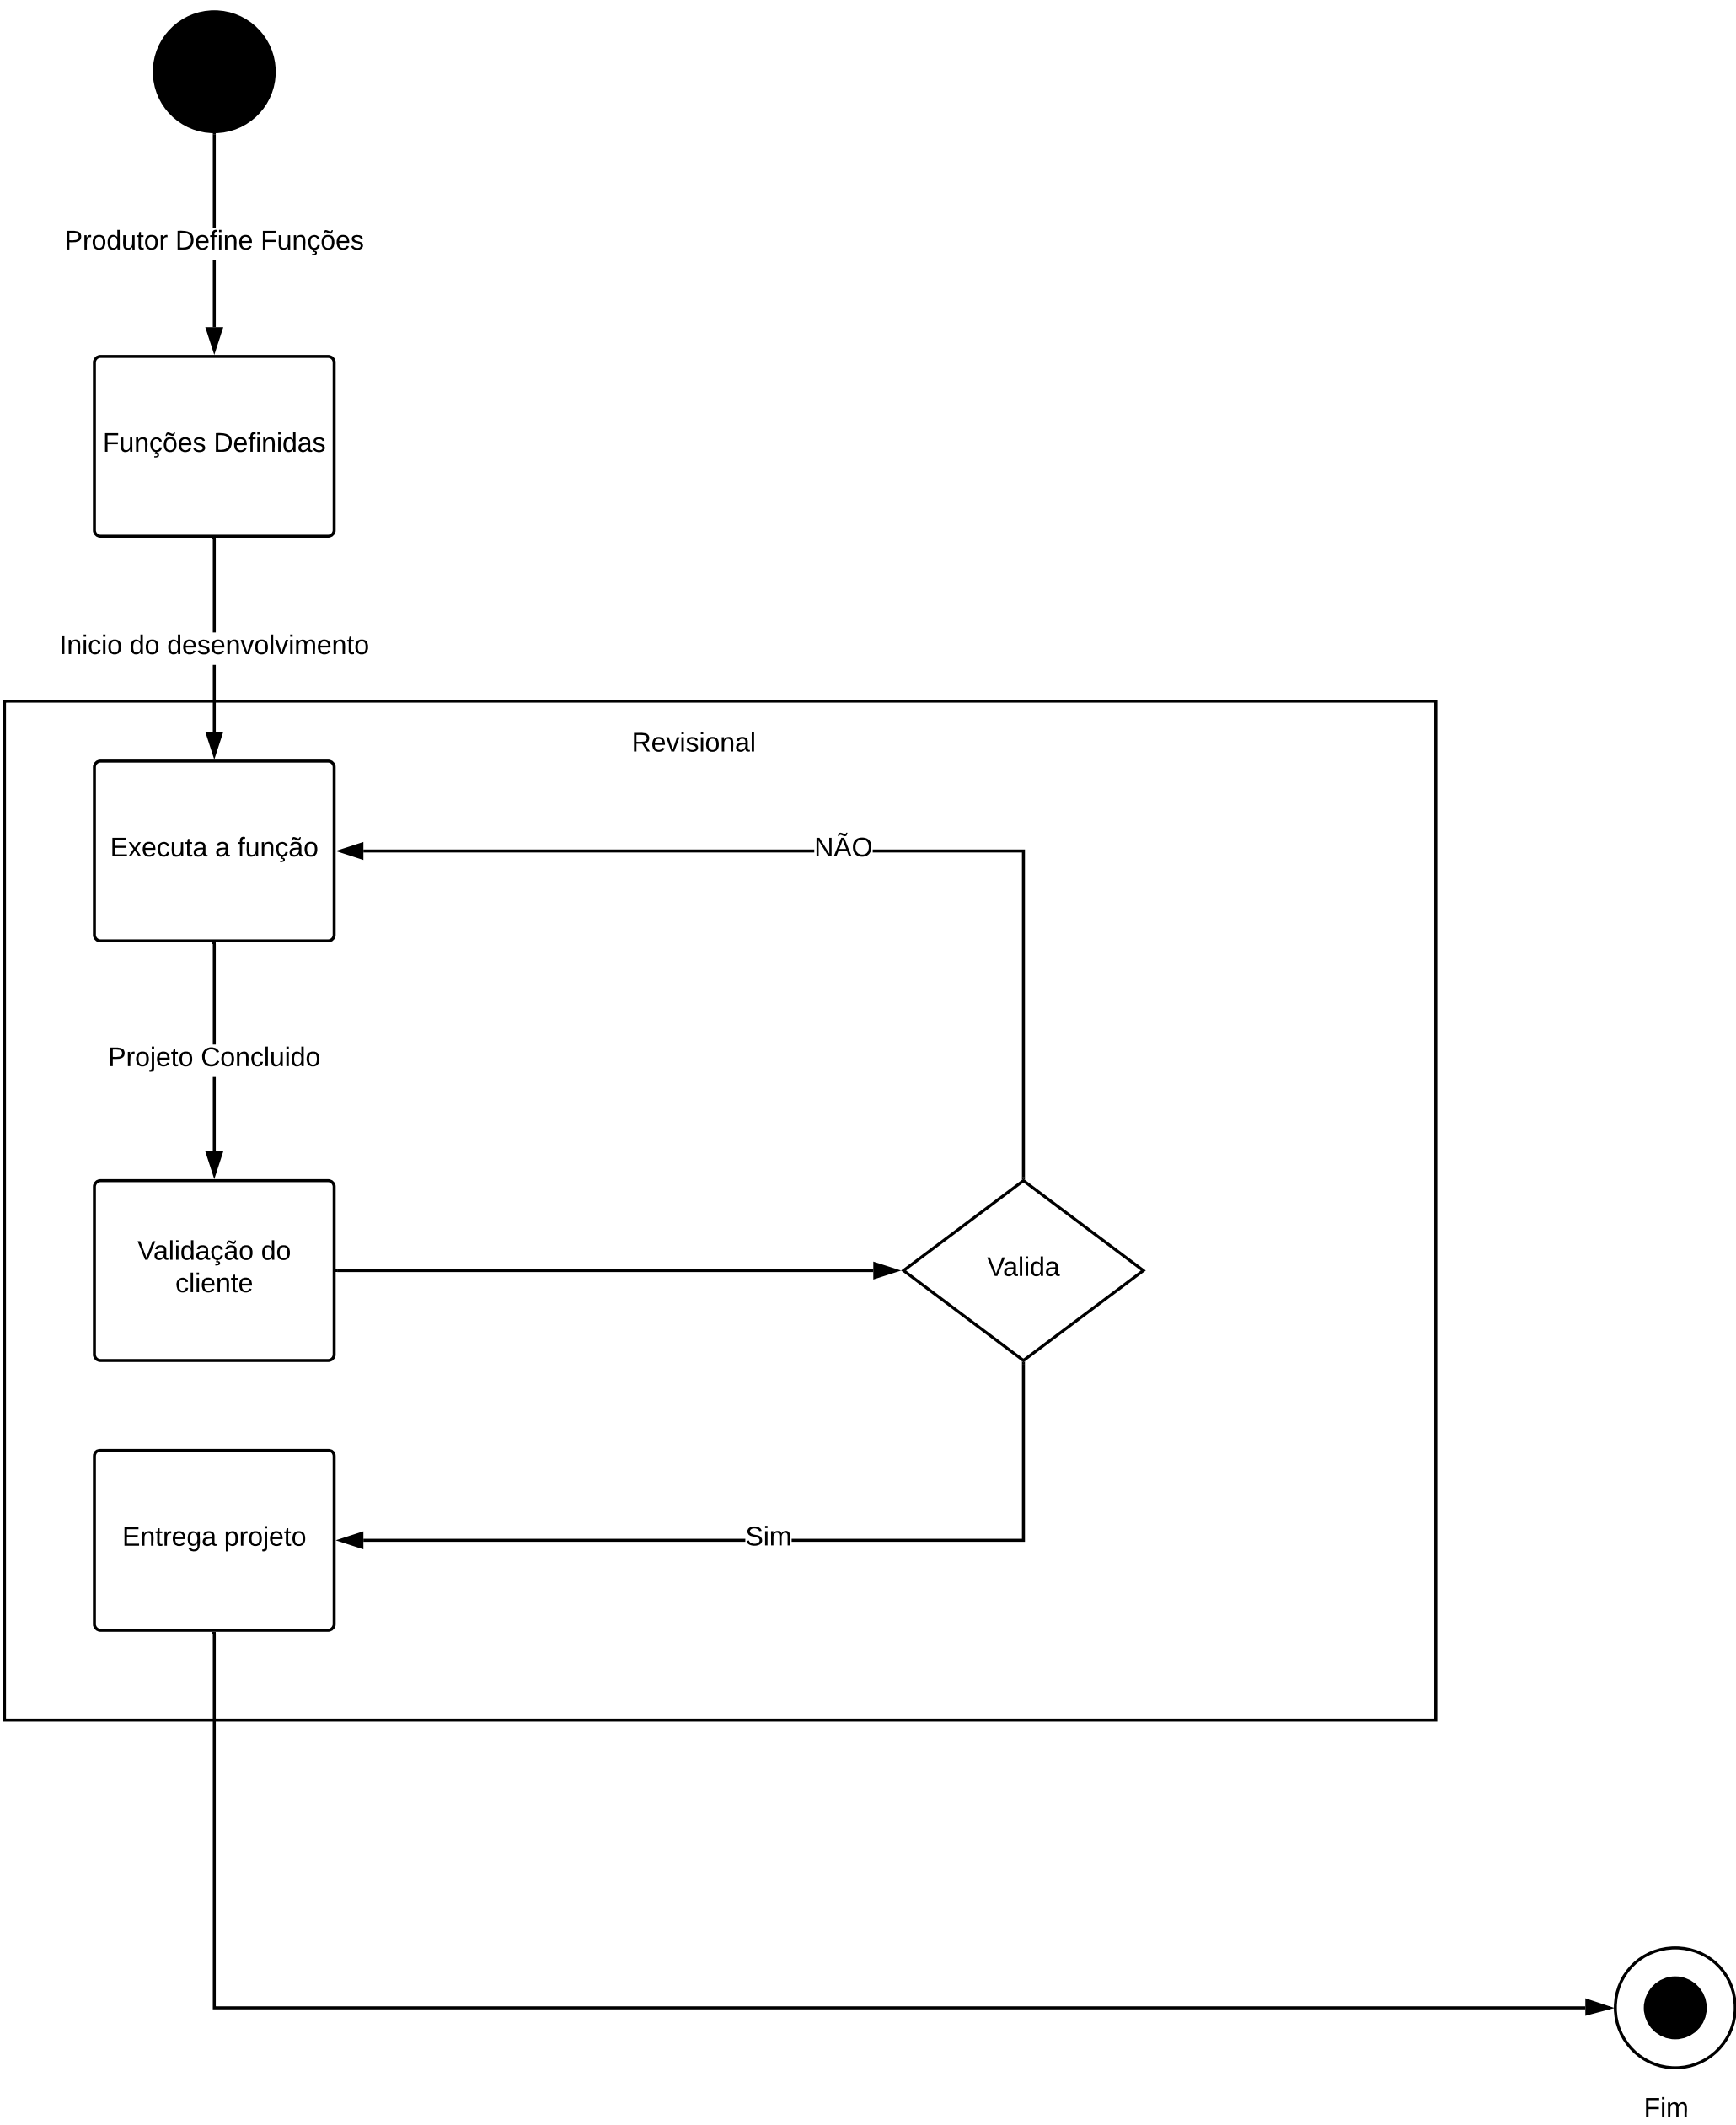 Produtor Define Funções
Funções Definidas
Inicio do desenvolvimento
Revisional
Executa a função
NÃO
Projeto Concluido
Validação do
cliente
Valida
Entrega projeto
Sim
Fim